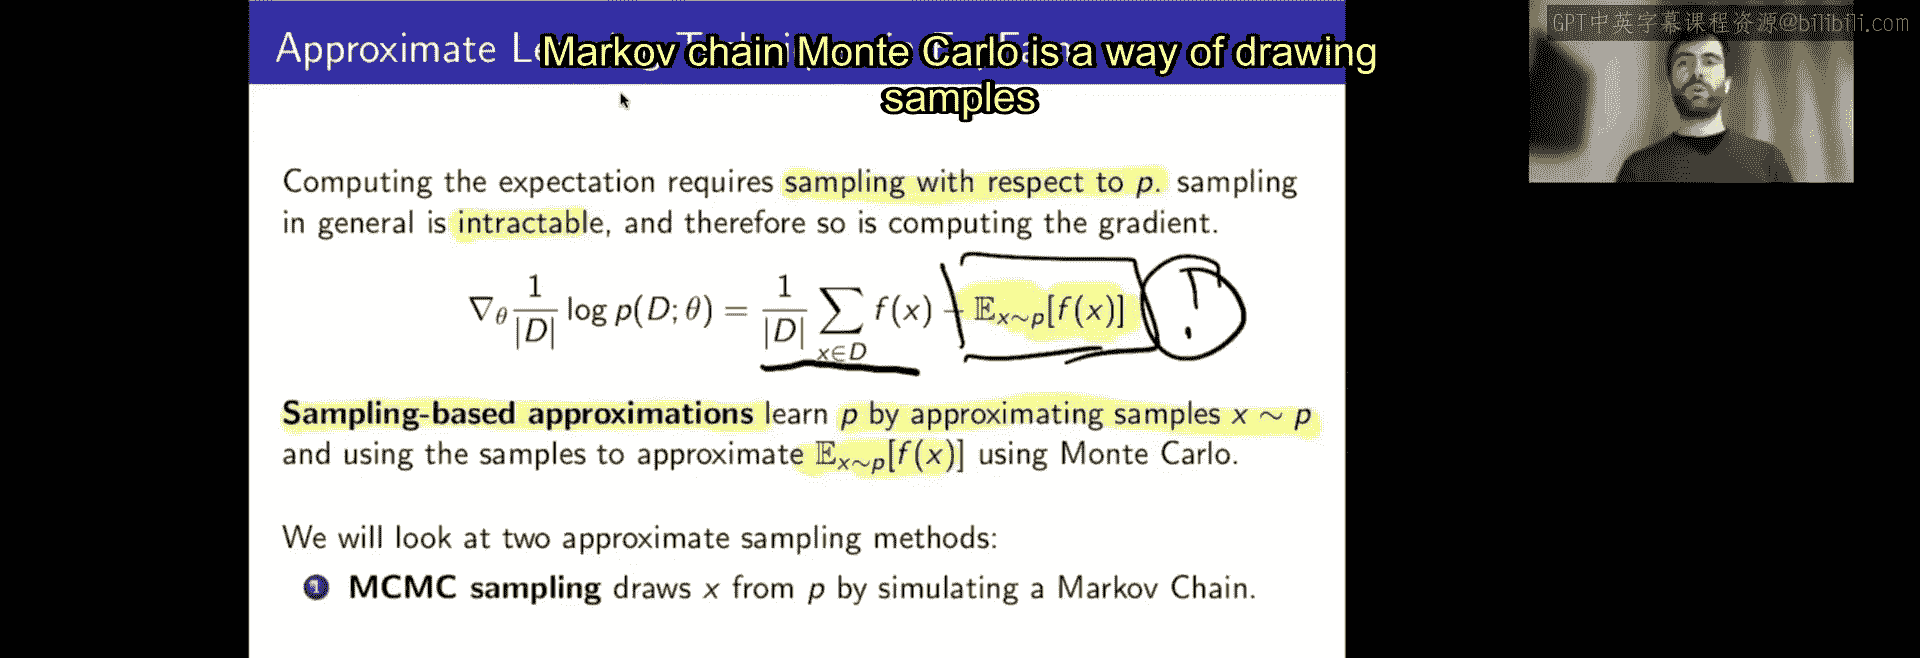 GPT中英字幕课程资源@bilibili.com
Approximate Le
Markov chain Monte Carlo is a way of drawing
samples
Computing the expectation requires sampling with respect to p. sampling
in general is intractable, and therefore so is computing the gradient.
∇θ 1/|D| log p(D; θ) = 1/|D| ∑x∈D f(x) − 𝔼x∼p[f(x)]
Sampling-based approximations learn p by approximating samples x ∼ p
and using the samples to approximate 𝔼x∼p[f(x)] using Monte Carlo.
We will look at two approximate sampling methods:
1 MCMC sampling draws x from p by simulating a Markov Chain.